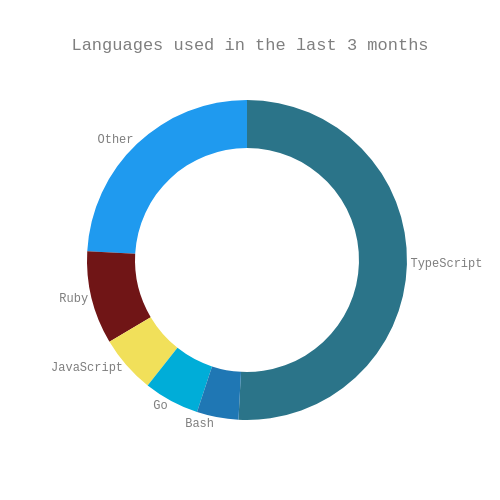 Languages used in the last 3 months
Other
TypeScript
Ruby
JavaScript
Go
Bash